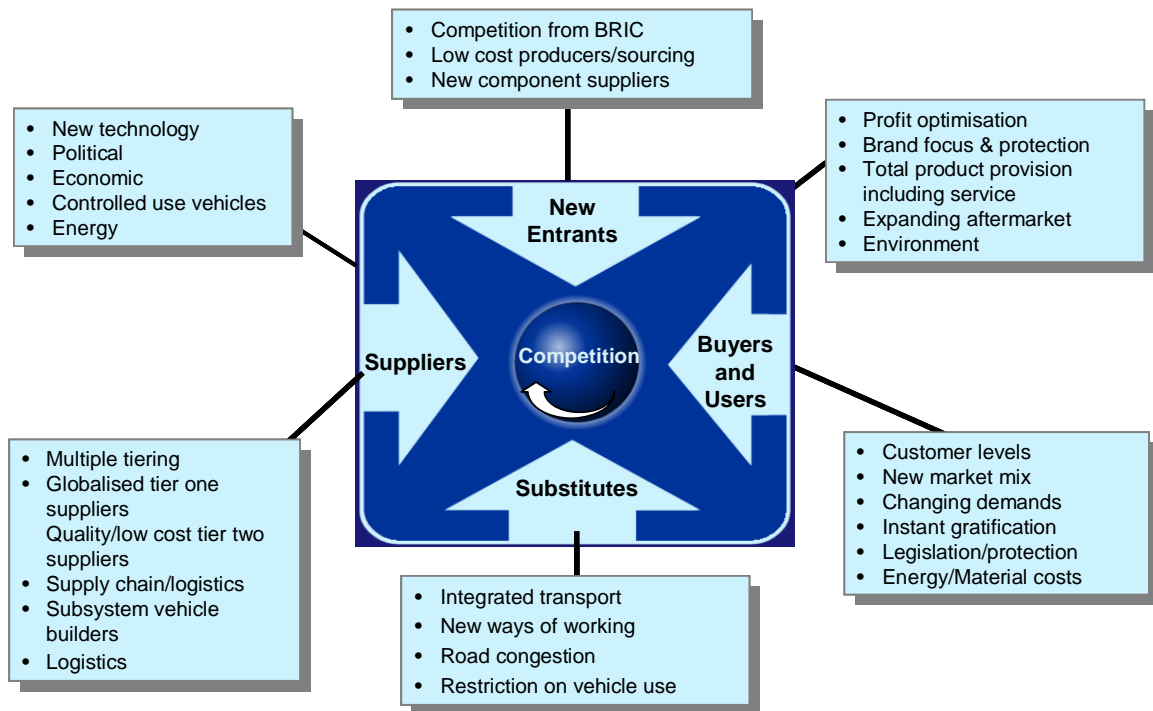 • Competition from BRIC
• Low cost producers/sourcing
• New component suppliers
• New technology
• Political
• Economic
• Controlled use vehicles
• Energy
• Profit optimisation
• Brand focus & protection
• Total product provision
including service
• Expanding aftermarket
• Environment
New
Entrants
Suppliers
Competition
Buyers
and
Users
Substitutes
• Multiple tiering
• Globalised tier one
suppliers
Quality/low cost tier two
suppliers
• Supply chain/logistics
• Subsystem vehicle
builders
• Logistics
• Integrated transport
• New ways of working
• Road congestion
• Restriction on vehicle use
• Customer levels
• New market mix
• Changing demands
• Instant gratification
• Legislation/protection
• Energy/Material costs